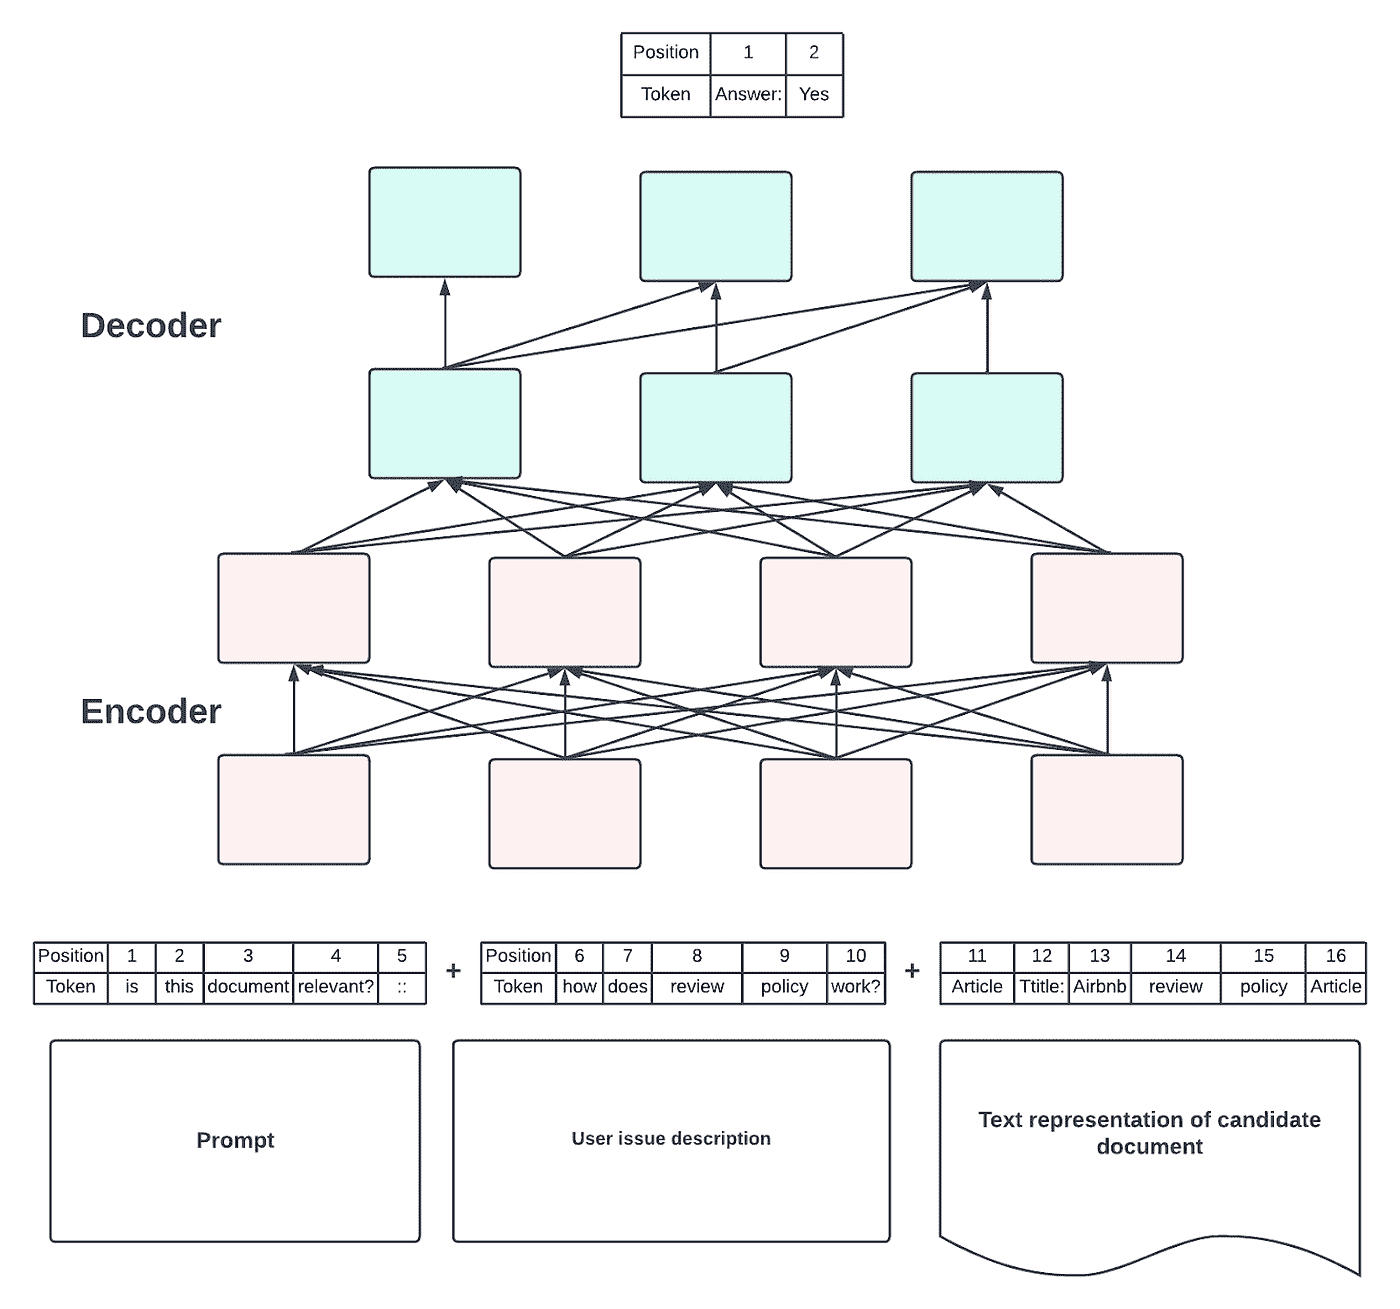 Position 1 2
Token Answer: Yes
Decoder
Encoder
Position 1 2 3 4 5
Token is this document relevant? ::
+
Position 6 7 8 9 10
Token how does review policy work?
+
11 12 13 14 15 16
Article Ttitle: Airbnb review policy Article
Prompt
User issue description
Text representation of candidate
document